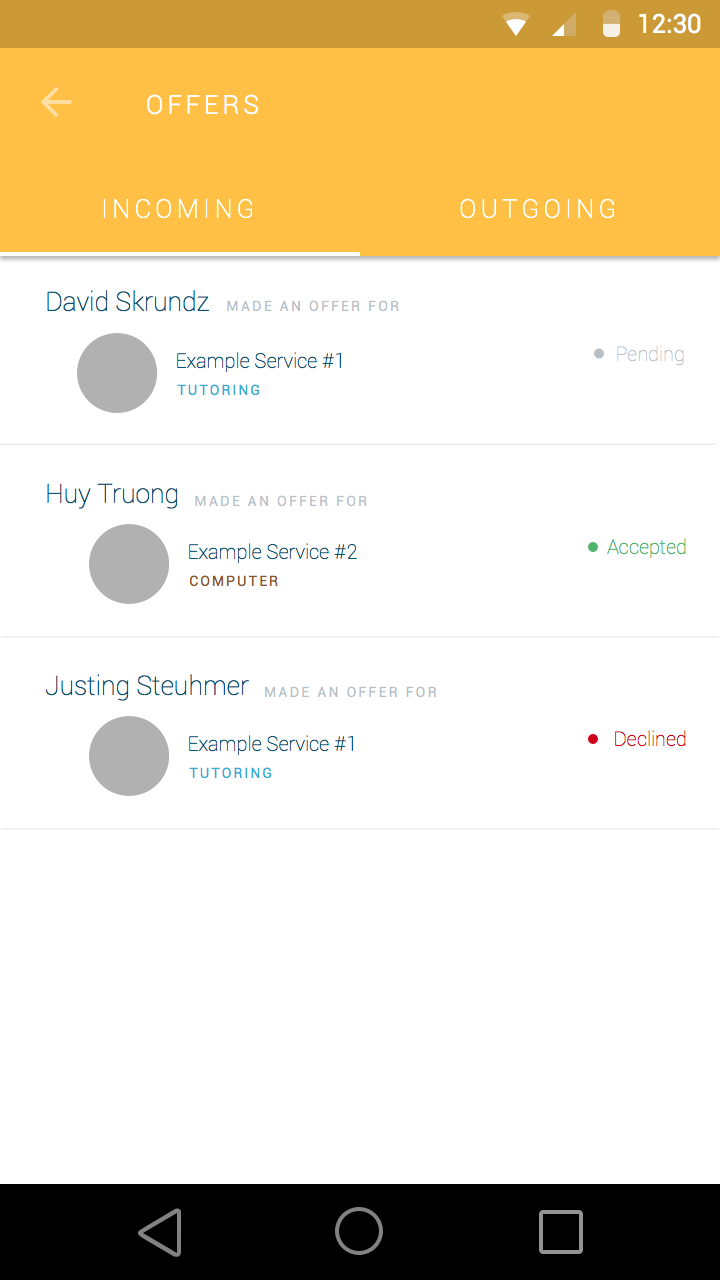 12:30
OFFERS
INCOMING OUTGOING
David Skrundz MADE AN OFFER FOR
Example Service #1 Pending
TUTORING
Huy Truong MADE AN OFFER FOR
Example Service #2 Accepted
COMPUTER
Justing Steuhmer MADE AN OFFER FOR
Example Service #1 Declined
TUTORING